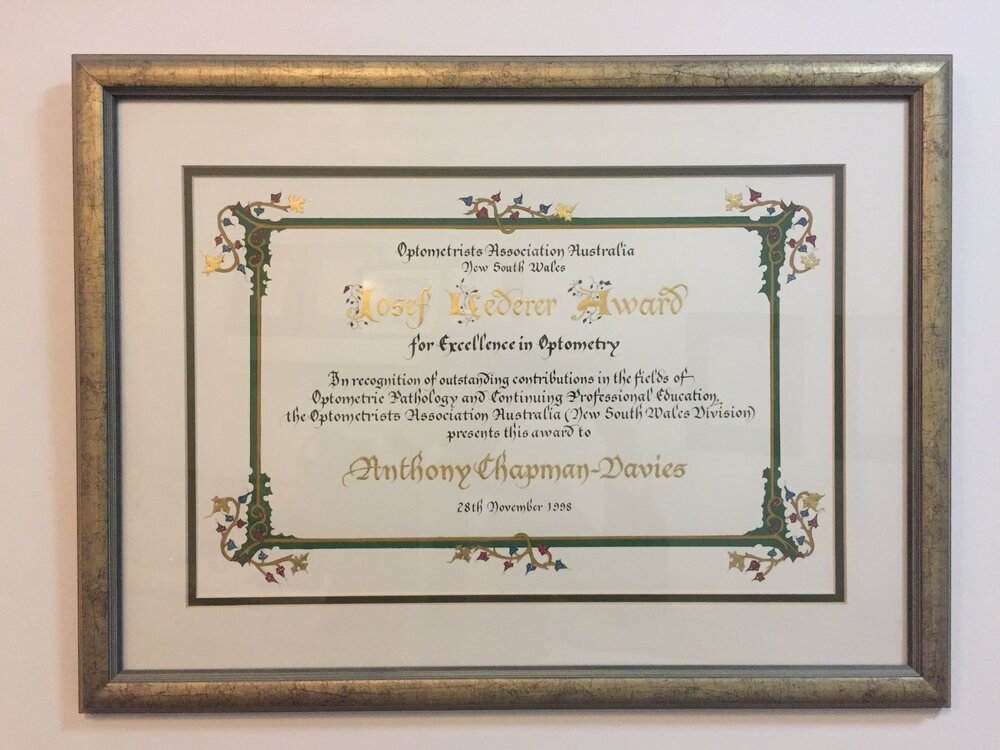 Optometrists Association Australia
New South Wales
Josef Lederer Award
for Excellence in Optometry
In recognition of outstanding contributions in the fields of
Optometric Pathology and Continuing Professional Education,
the Optometrists Association Australia (New South Wales Division)
presents this award to
Anthony Chapman-Davies
28th November 1998